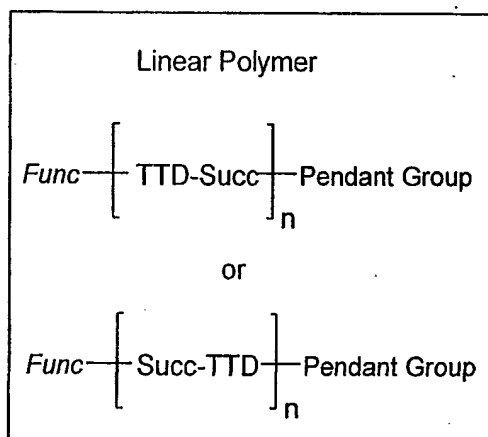 Linear Polymer
Func TTD-Succ Pendant Group
n
or
Func Succ-TTD Pendant Group
n